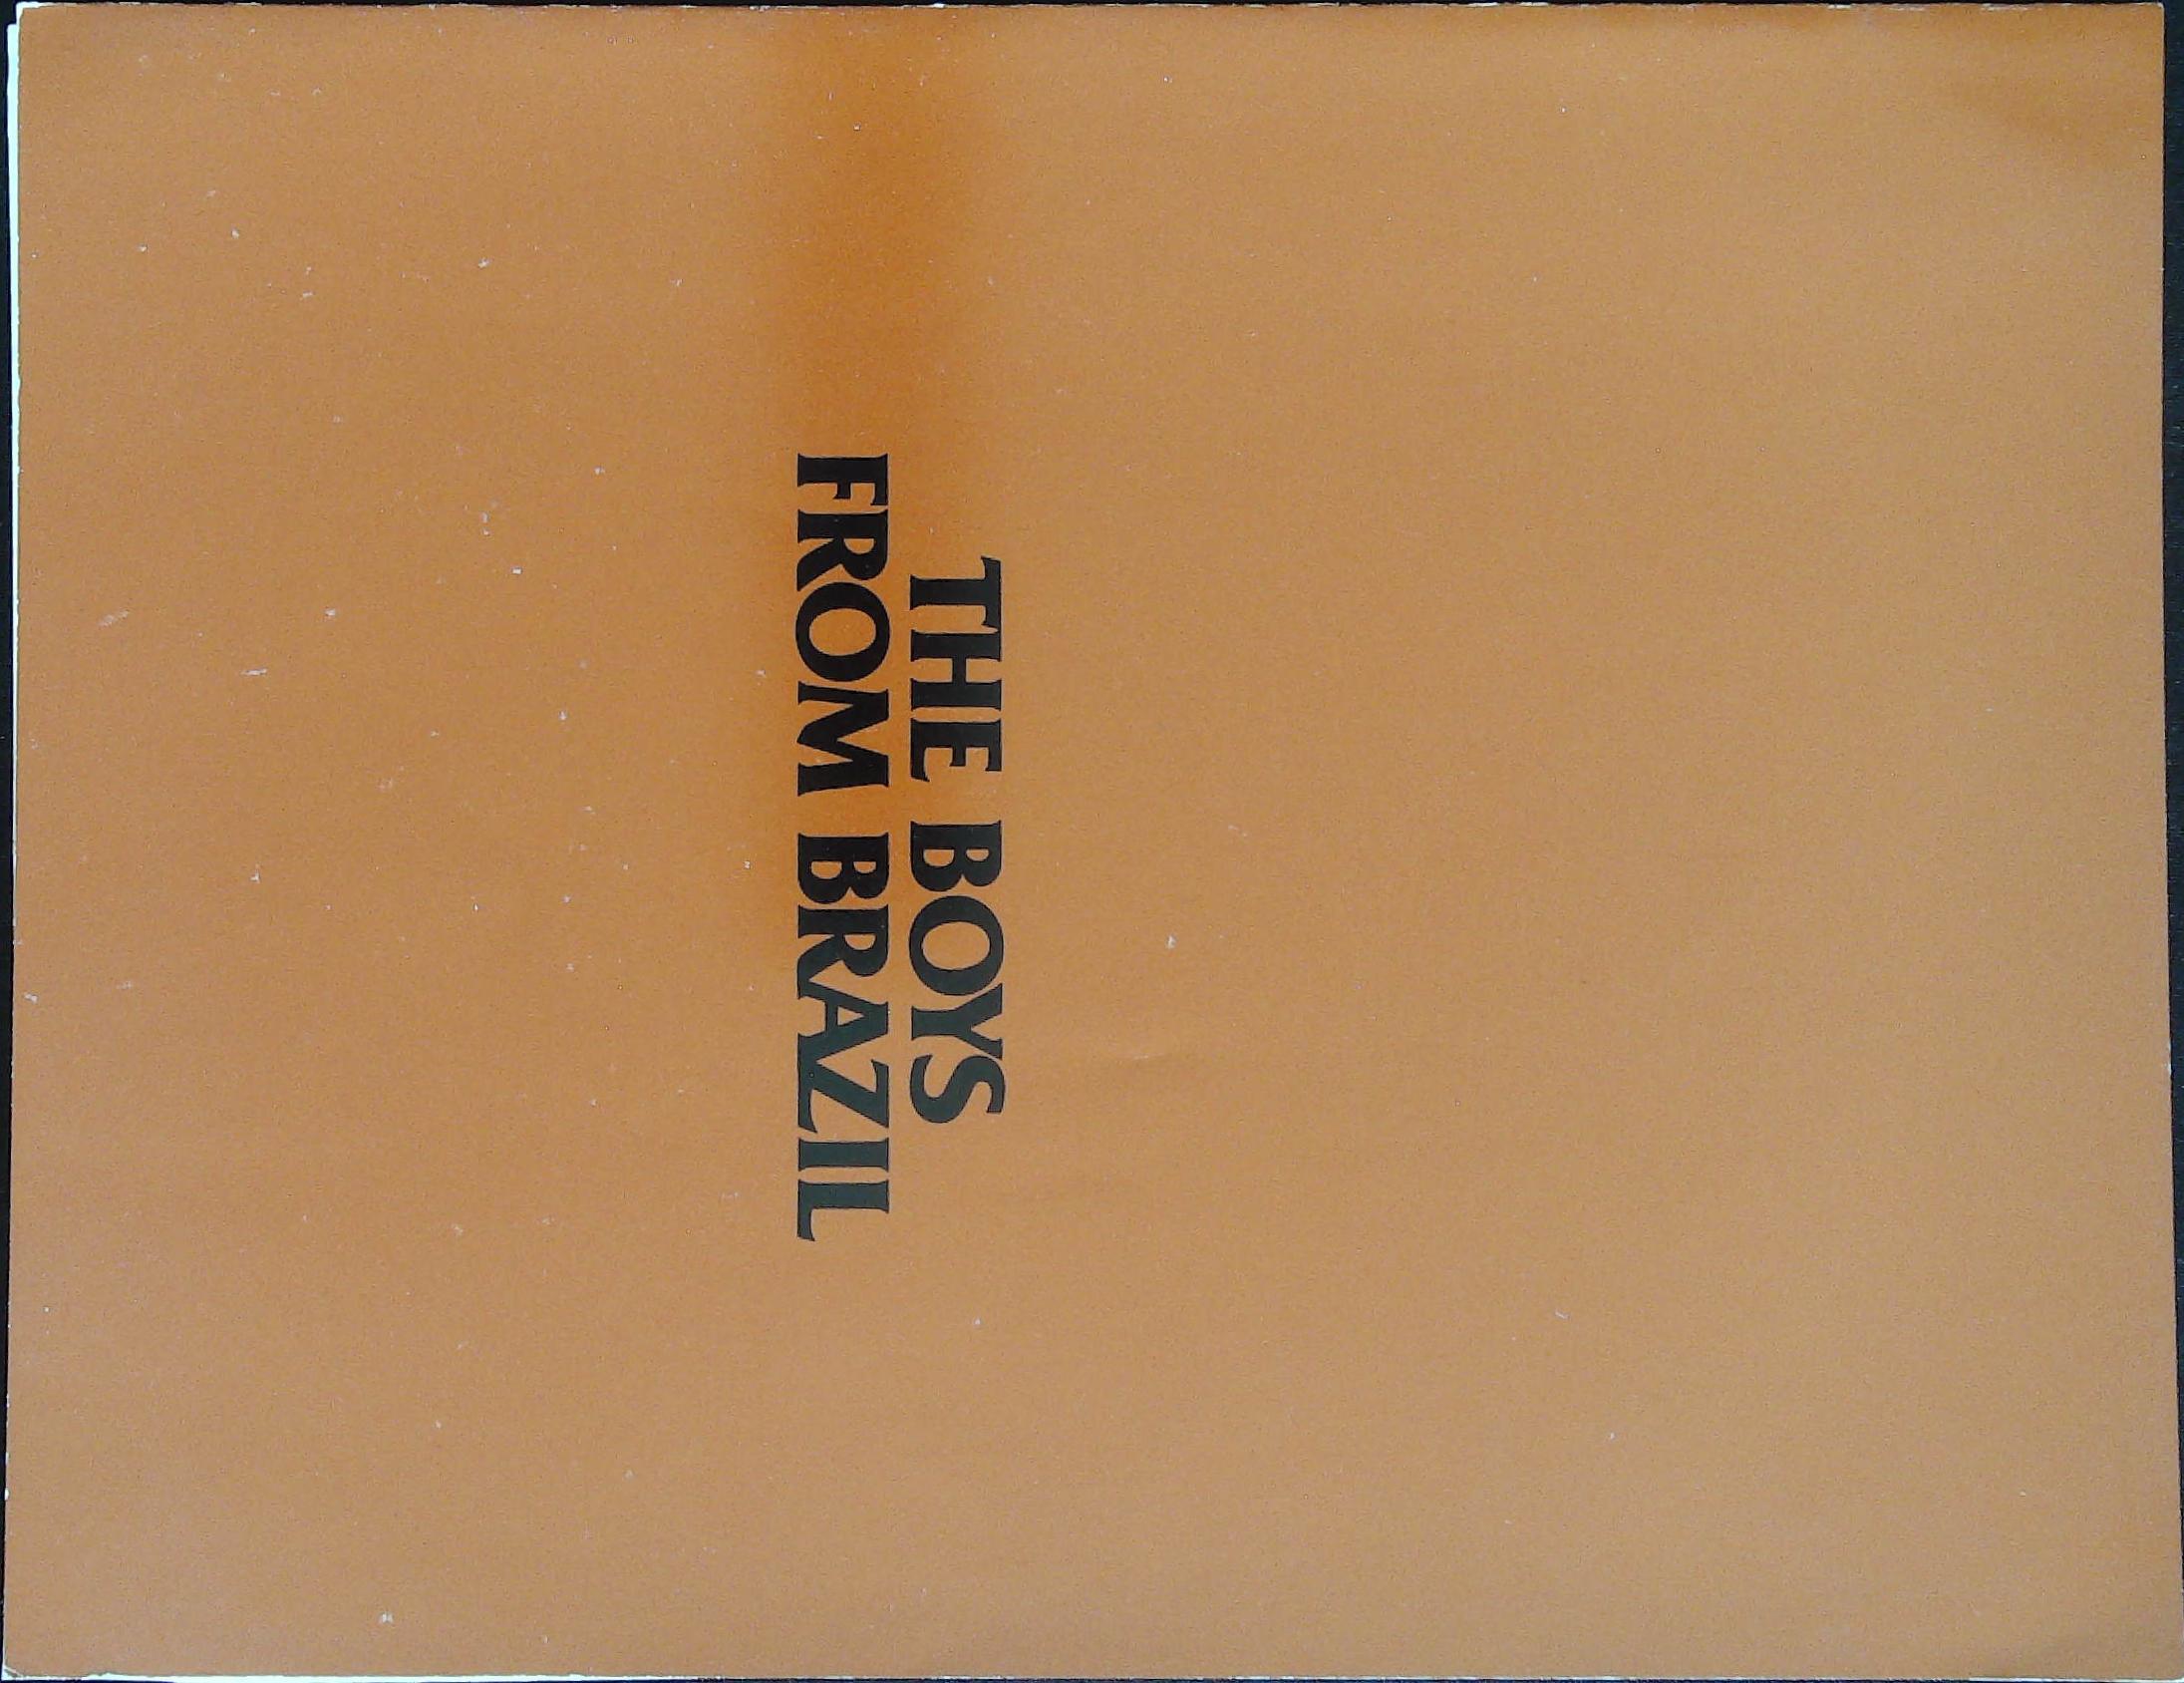 THE BOYS
FROM BRAZIL